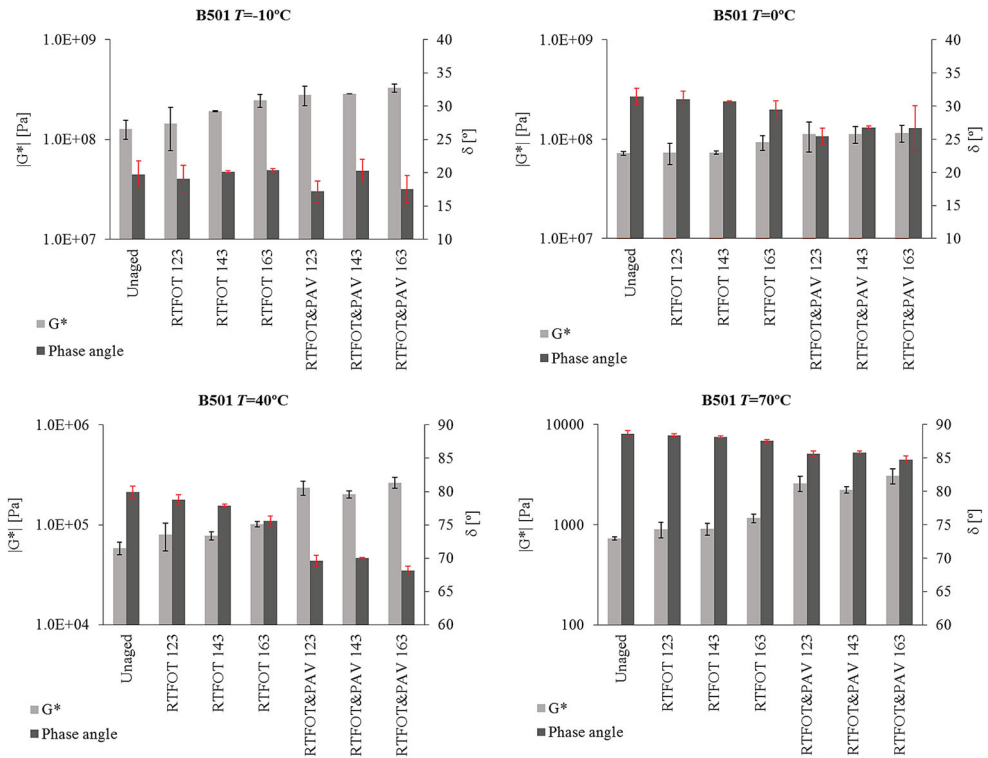 B501 T=-10ºC
1.0E+09
1.0E+08
1.0E+07
|G*| [Pa]
40
35
30
25
20
15
10
δ [º]
Unaged
RTFOT 123
RTFOT 143
RTFOT 163
RTFOT&PAV 123
RTFOT&PAV 143
RTFOT&PAV 163
G*
Phase angle
B501 T=0ºC
1.0E+09
1.0E+08
1.0E+07
|G*| [Pa]
40
35
30
25
20
15
10
δ [º]
Unaged
RTFOT 123
RTFOT 143
RTFOT 163
RTFOT&PAV 123
RTFOT&PAV 143
RTFOT&PAV 163
G*
Phase angle
B501 T=40ºC
1.0E+06
1.0E+05
1.0E+04
|G*| [Pa]
90
85
80
75
70
65
60
δ [º]
Unaged
RTFOT 123
RTFOT 143
RTFOT 163
RTFOT&PAV 123
RTFOT&PAV 143
RTFOT&PAV 163
G*
Phase angle
B501 T=70ºC
10000
1000
100
|G*| [Pa]
90
85
80
75
70
65
60
δ [º]
Unaged
RTFOT 123
RTFOT 143
RTFOT 163
RTFOT&PAV 123
RTFOT&PAV 143
RTFOT&PAV 163
G*
Phase angle